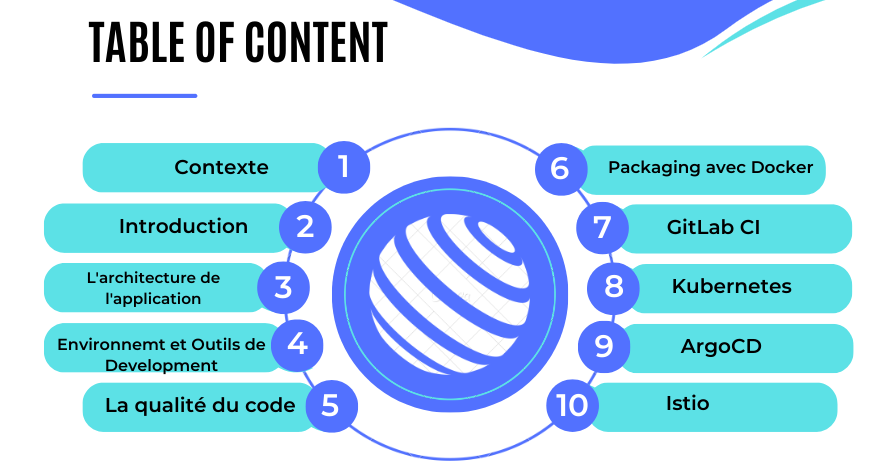 TABLE OF CONTENT
Contexte
1
Introduction
2
L'architecture de
l'application
3
Environnemt et Outils de
Development
4
La qualité du code
5
6
Packaging avec Docker
7
GitLab CI
8
Kubernetes
9
ArgoCD
10
Istio